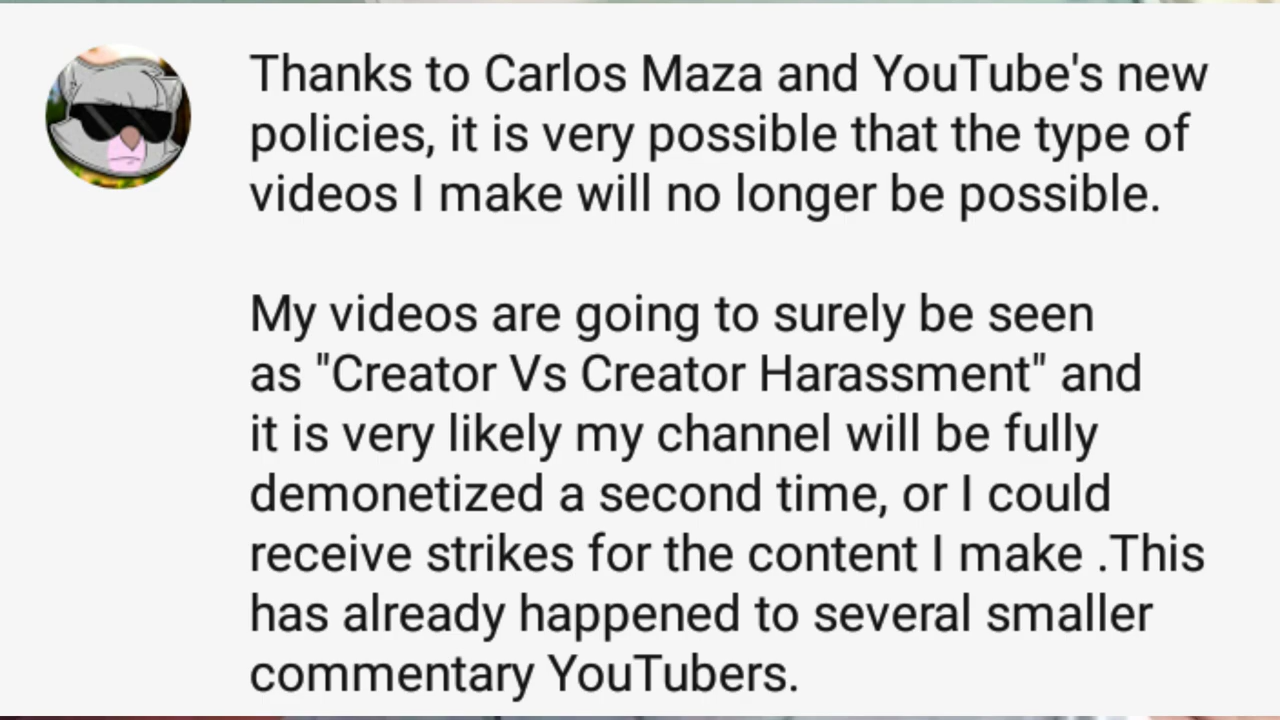 Thanks to Carlos Maza and YouTube's new
policies, it is very possible that the type of
videos I make will no longer be possible.
My videos are going to surely be seen
as "Creator Vs Creator Harassment" and
it is very likely my channel will be fully
demonetized a second time, or I could
receive strikes for the content I make .This
has already happened to several smaller
commentary YouTubers.